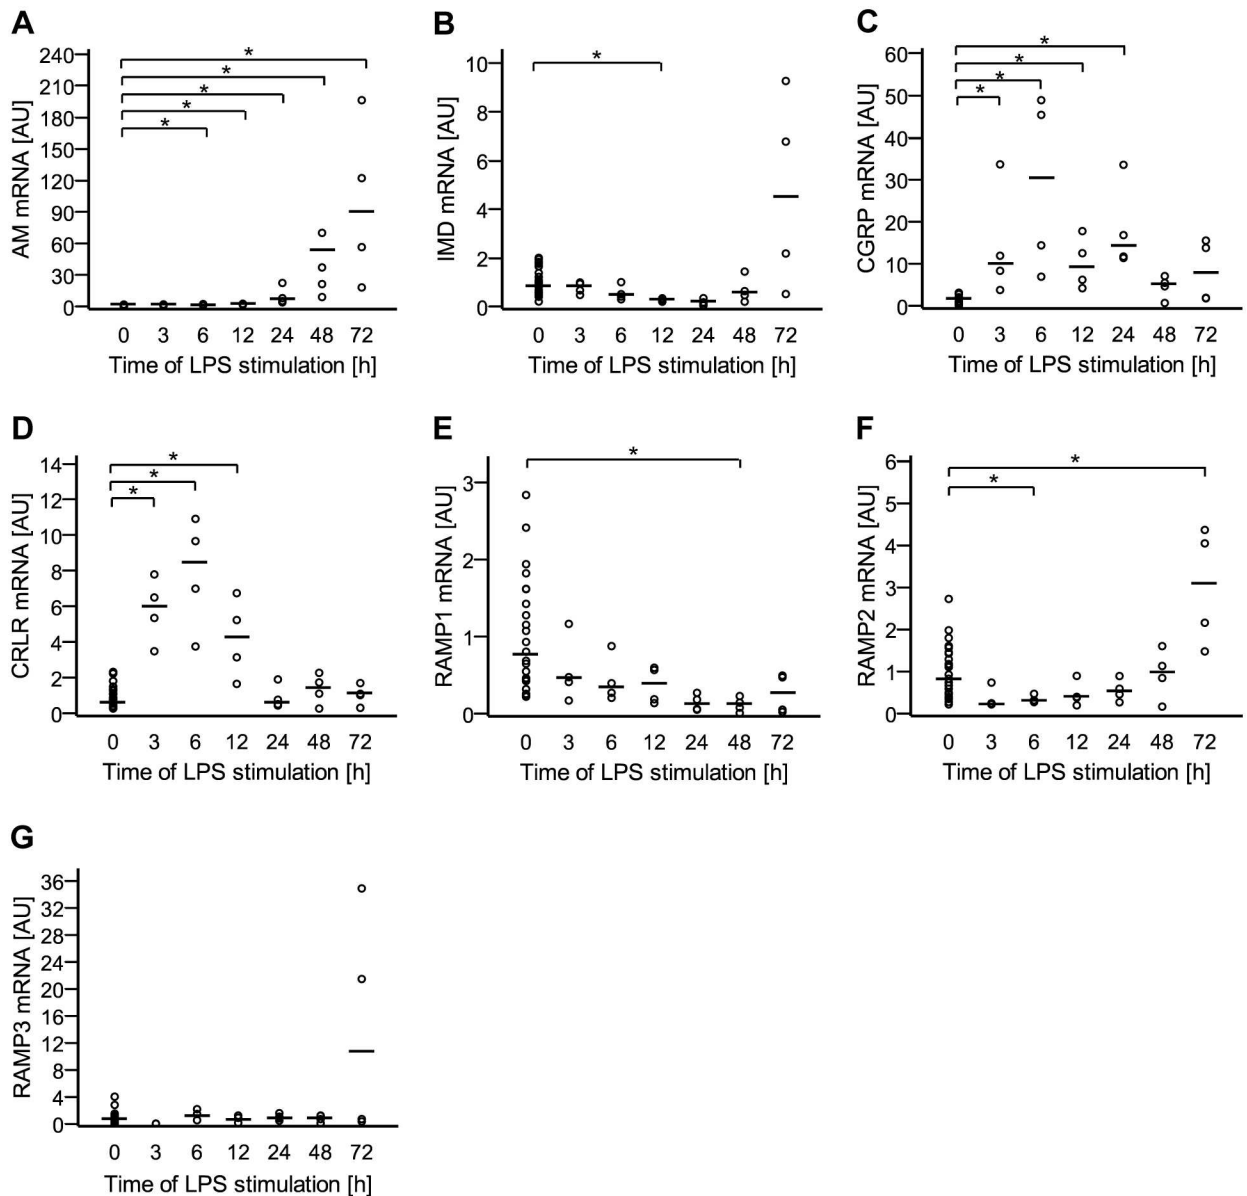 A
AM mRNA [AU]
240
210
180
150
120
90
60
30
0
* * * * *
0 3 6 12 24 48 72
Time of LPS stimulation [h]
B
IMD mRNA [AU]
10
8
6
4
2
0
*
0 3 6 12 24 48 72
Time of LPS stimulation [h]
C
CGRP mRNA [AU]
60
50
40
30
20
10
0
* * * *
0 3 6 12 24 48 72
Time of LPS stimulation [h]
D
CRLR mRNA [AU]
14
12
10
8
6
4
2
0
* * *
0 3 6 12 24 48 72
Time of LPS stimulation [h]
E
RAMP1 mRNA [AU]
3
2
1
0
*
0 3 6 12 24 48 72
Time of LPS stimulation [h]
F
RAMP2 mRNA [AU]
6
5
4
3
2
1
0
* *
0 3 6 12 24 48 72
Time of LPS stimulation [h]
G
RAMP3 mRNA [AU]
36
32
28
24
20
16
12
8
4
0
0 3 6 12 24 48 72
Time of LPS stimulation [h]